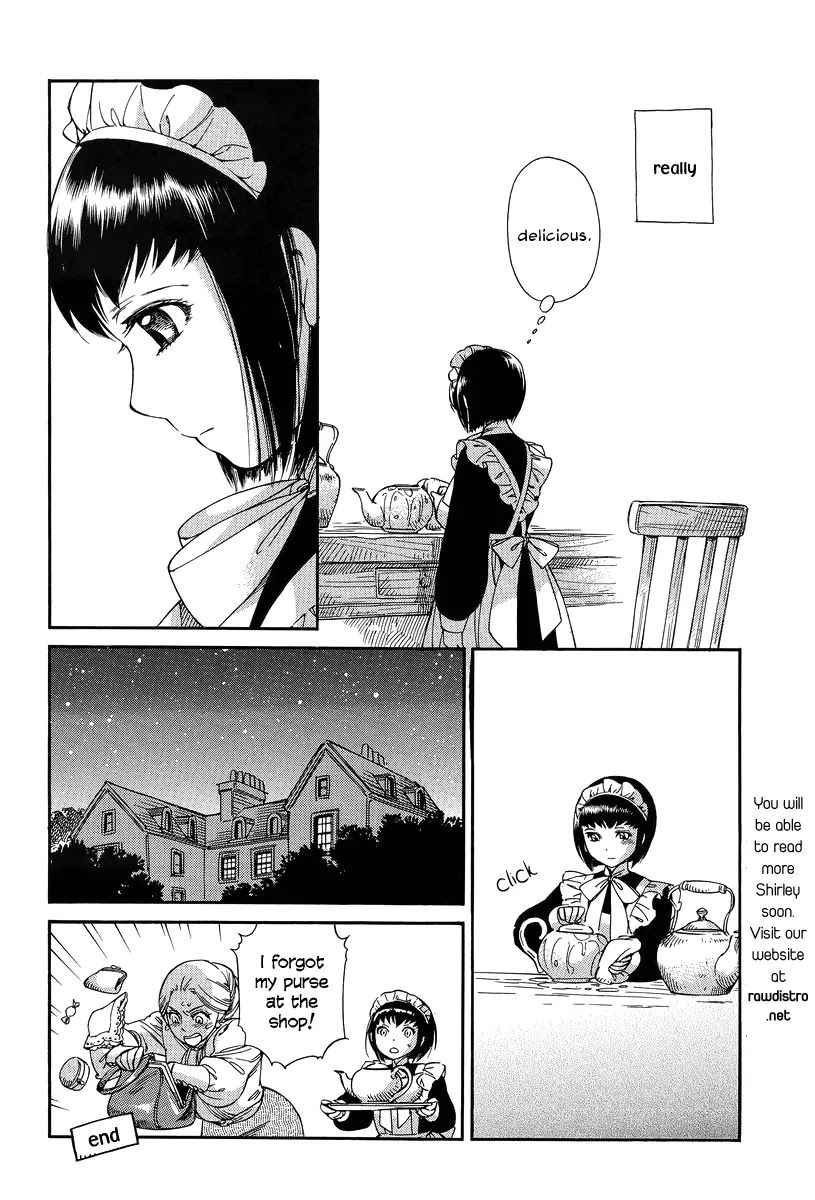 really
delicious.
click
I forgot
my purse
at the
shop!
end
You will
be able
to read
more
Shirley
soon.
Visit our
website
at
rawdistro
.net